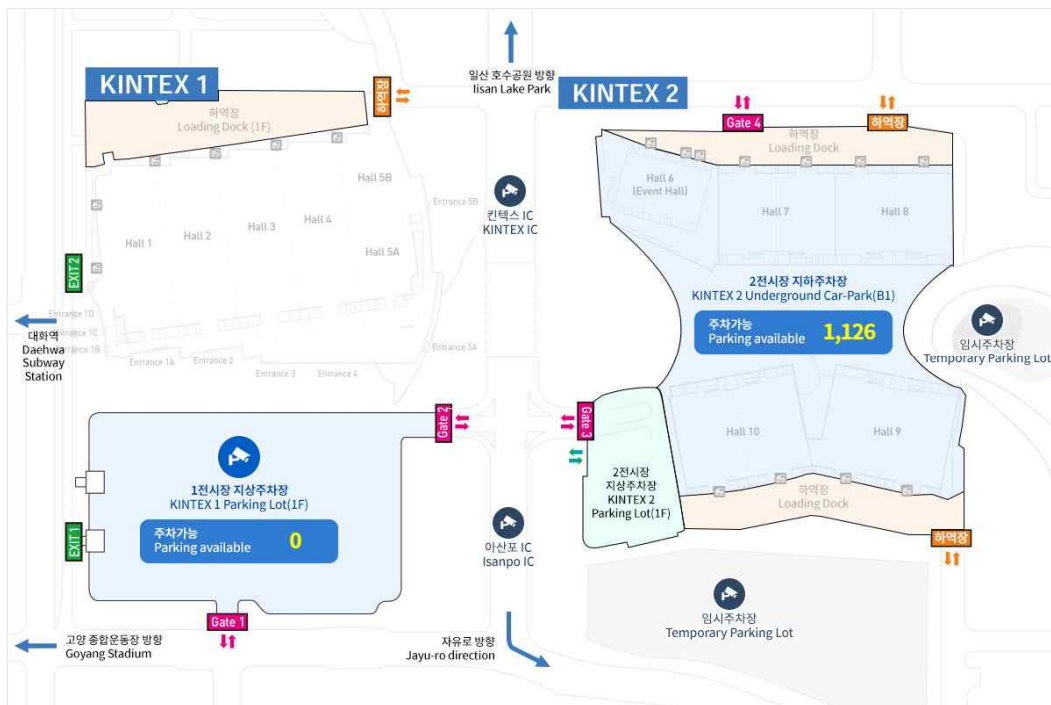 KINTEX 1
하역장
하역장
Loading Dock (1F)
일산 호수공원 방향
Iisan Lake Park
KINTEX 2
Gate 4
하역장
하역장
Loading Dock
Hall 5B
Hall 6
[Event Hall]
Hall 7
Hall 8
Entrance 5B
킨텍스 IC
KINTEX IC
Hall 1
Hall 2
Hall 3
Hall 4
Hall 5A
EXIT 2
2전시장 지하주차장
KINTEX 2 Underground Car-Park(B1)
주차가능
Parking available
1,126
임시주차장
Temporary Parking Lot
Entrance 1D
Entrance 1C
Entrance 1B
대화역
Daehwa
Subway
Station
Entrance 1A
Entrance 2
Entrance 3
Entrance 4
Entrance 5A
Gate 2
Gate 3
Hall 10
Hall 9
1전시장 지상주차장
KINTEX 1 Parking Lot(1F)
주차가능
Parking available
0
EXIT 1
2전시장
지상주차장
KINTEX 2
Parking Lot(1F)
하역장
Loading Dock
하역장
아산포 IC
Isanpo IC
임시주차장
Temporary Parking Lot
Gate 1
고양 종합운동장 방향
Goyang Stadium
자유로 방향
Jayu-ro direction